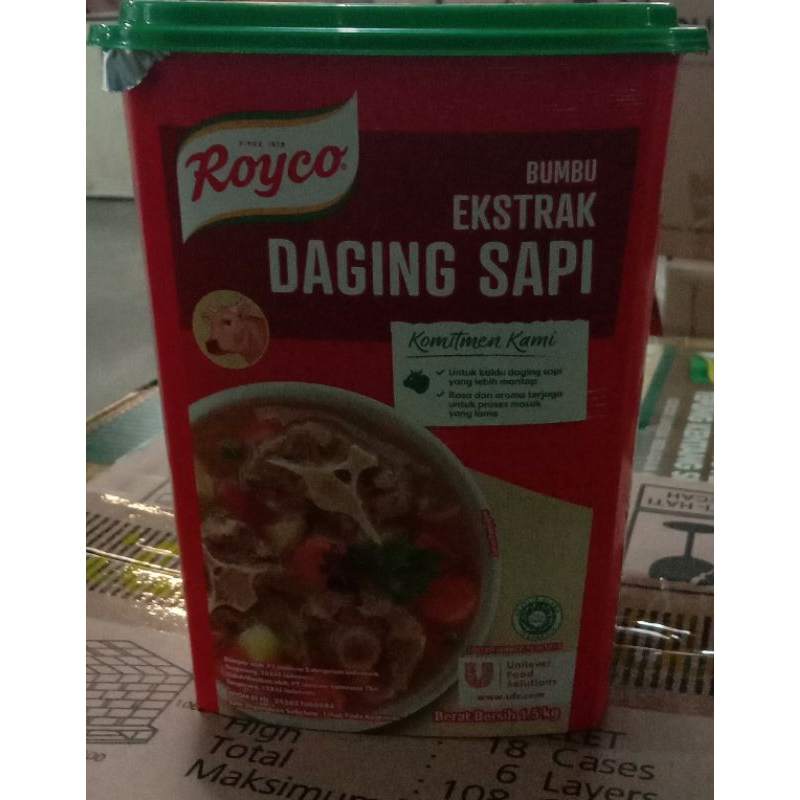 SINCE
Royco
BUMBU
EKSTRAK
DAGING SAPI
Komitmen Kami
Untuk kaldu daging sapi
yang lebih mantap
Rasa dan aroma terjaga
untuk proses masak
yang lama
Unilever
Food
Solutions
www.ufs.com
Berat Bersih 1.5 kg
HATI
High
Total
Maksimum
18 Cases
6 Layers
108